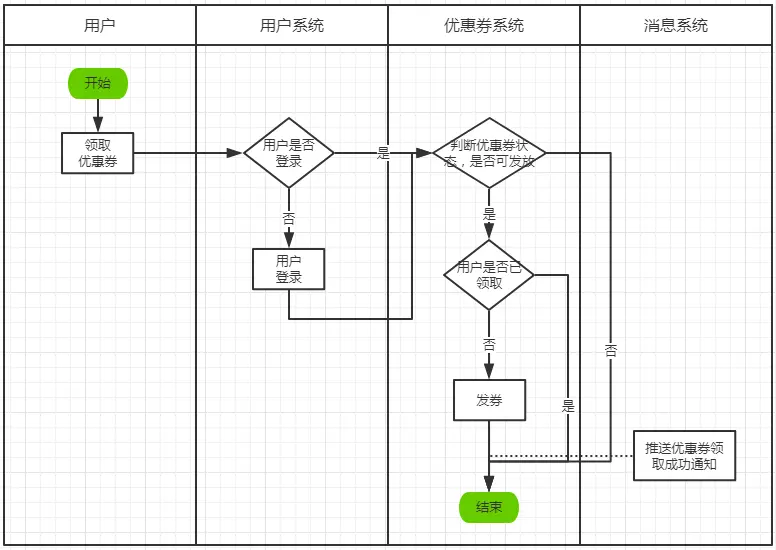 用户
用户系统
优惠券系统
消息系统
开始
领取
优惠券
用户是否
登录
是
判断优惠券状
态，是否可发放
否
是
用户
登录
用户是否已
领取
否
否
发券
是
推送优惠券领
取成功通知
结束